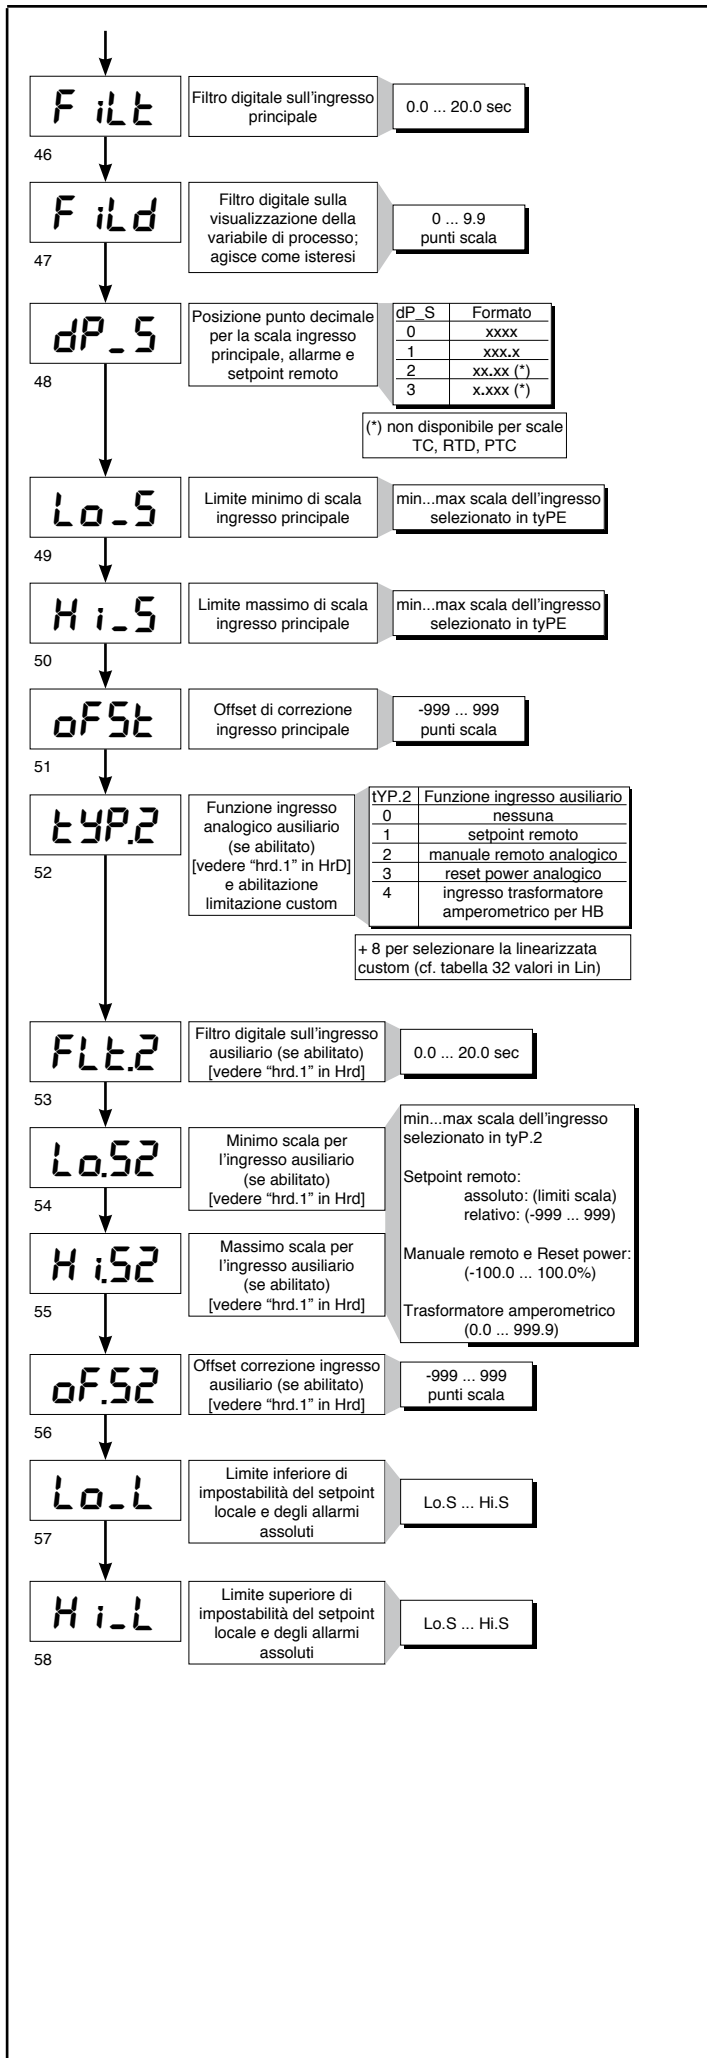 FiLt
Filtro digitale sull'ingresso
principale
0.0 ... 20.0 sec
46
FiLd
Filtro digitale sulla
visualizzazione della
variabile di processo;
agisce come isteresi
0 ... 9.9
punti scala
47
dP_S
Posizione punto decimale
per la scala ingresso
principale, allarme e
setpoint remoto
dP_S Formato
0 xxxx
1 xxx.x
2 xx.xx (*)
3 x.xxx (*)
48
(*) non disponibile per scale
TC, RTD, PTC
Lo_S
Limite minimo di scala
ingresso principale
min...max scala dell'ingresso
selezionato in tyPE
49
Hi_S
Limite massimo di scala
ingresso principale
min...max scala dell'ingresso
selezionato in tyPE
50
oFSt
Offset di correzione
ingresso principale
-999 ... 999
punti scala
51
tYP.2
Funzione ingresso
analogico ausiliario
(se abilitato)
[vedere “hrd.1” in HrD]
e abilitazione
limitazione custom
tYP.2 Funzione ingresso ausiliario
0 nessuna
1 setpoint remoto
2 manuale remoto analogico
3 reset power analogico
4 ingresso trasformatore
amperometrico per HB
52
+ 8 per selezionare la linearizzata
custom (cf. tabella 32 valori in Lin)
FLt.2
Filtro digitale sull'ingresso
ausiliario (se abilitato)
[vedere “hrd.1” in Hrd]
0.0 ... 20.0 sec
53
Lo.S2
Minimo scala per
l'ingresso ausiliario
(se abilitato)
[vedere “hrd.1” in Hrd]
54
Hi.S2
Massimo scala per
l'ingresso ausiliario
(se abilitato)
[vedere “hrd.1” in Hrd]
55
min...max scala dell'ingresso
selezionato in tyP.2
Setpoint remoto:
assoluto: (limiti scala)
relativo: (-999 ... 999)
Manuale remoto e Reset power:
(-100.0 ... 100.0%)
Trasformatore amperometrico
(0.0 ... 999.9)
oF.S2
Offset correzione ingresso
ausiliario (se abilitato)
[vedere “hrd.1” in Hrd]
-999 ... 999
punti scala
56
Lo_L
Limite inferiore di
impostabilità del setpoint
locale e degli allarmi
assoluti
Lo.S ... Hi.S
57
Hi_L
Limite superiore di
impostabilità del setpoint
locale e degli allarmi
assoluti
Lo.S ... Hi.S
58